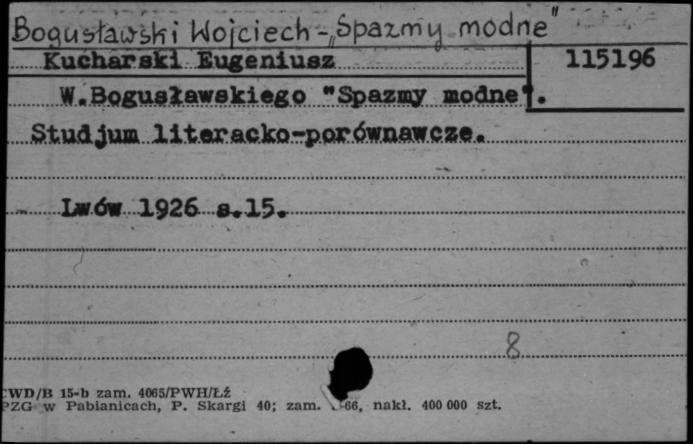 Bogusławski Wojciech - „Spazmy modne"
Kucharski Eugeniusz 115196
W.Bogusławskiego "Spazmy modne".
Studjum literacko-porównawcze.
Lwów 1926 s.15.
8
WD/B 15-b zam. 4065/PWH/Łź
PZG w Pabianicach, P. Skargi 40; zam. -66, nakł. 400 000 szt.